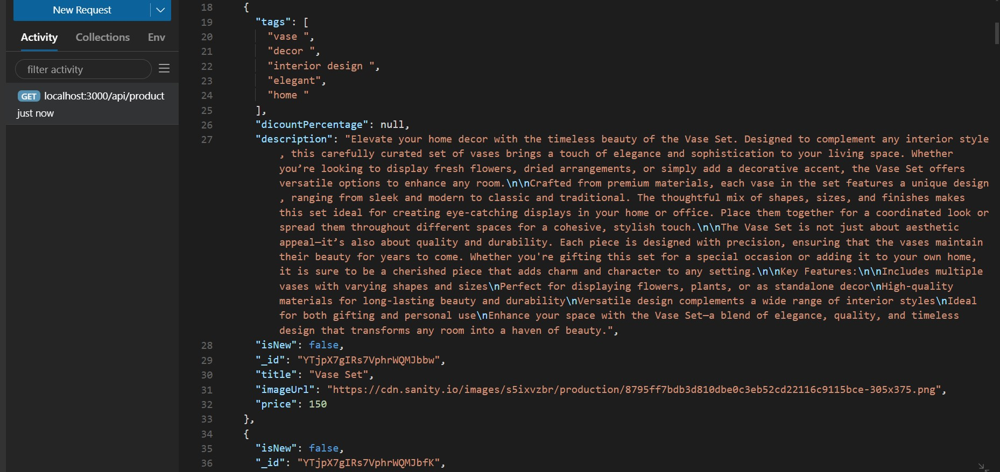 New Request
Activity Collections Env
filter activity
GET localhost:3000/api/product
just now
18 {
19 "tags": [
20 "vase ",
21 "decor ",
22 "interior design ",
23 "elegant",
24 "home "
25 ],
26 "dicountPercentage": null,
27 "description": "Elevate your home decor with the timeless beauty of the Vase Set. Designed to complement any interior style
, this carefully curated set of vases brings a touch of elegance and sophistication to your living space. Whether
you’re looking to display fresh flowers, dried arrangements, or simply add a decorative accent, the Vase Set offers
versatile options to enhance any room.\n\nCrafted from premium materials, each vase in the set features a unique design
, ranging from sleek and modern to classic and traditional. The thoughtful mix of shapes, sizes, and finishes makes
this set ideal for creating eye-catching displays in your home or office. Place them together for a coordinated look or
spread them throughout different spaces for a cohesive, stylish touch.\n\nThe Vase Set is not just about aesthetic
appeal—it’s also about quality and durability. Each piece is designed with precision, ensuring that the vases maintain
their beauty for years to come. Whether you're gifting this set for a special occasion or adding it to your own home,
it is sure to be a cherished piece that adds charm and character to any setting.\n\nKey Features:\n\nIncludes multiple
vases with varying shapes and sizes\nPerfect for displaying flowers, plants, or as standalone decor\nHigh-quality
materials for long-lasting beauty and durability\nVersatile design complements a wide range of interior styles\nIdeal
for both gifting and personal use\nEnhance your space with the Vase Set—a blend of elegance, quality, and timeless
design that transforms any room into a haven of beauty.",
28 "isNew": false,
29 "_id": "YTjpX7gIRs7VphrWQMJbbw",
30 "title": "Vase Set",
31 "imageUrl": "https://cdn.sanity.io/images/s5ixvzbr/production/8795ff7bdb3d810dbe0c3eb52cd22116c9115bce-305x375.png",
32 "price": 150
33 },
34 {
35 "isNew": false,
36 "_id": "YTjpX7gIRs7VphrWQMJbfK",